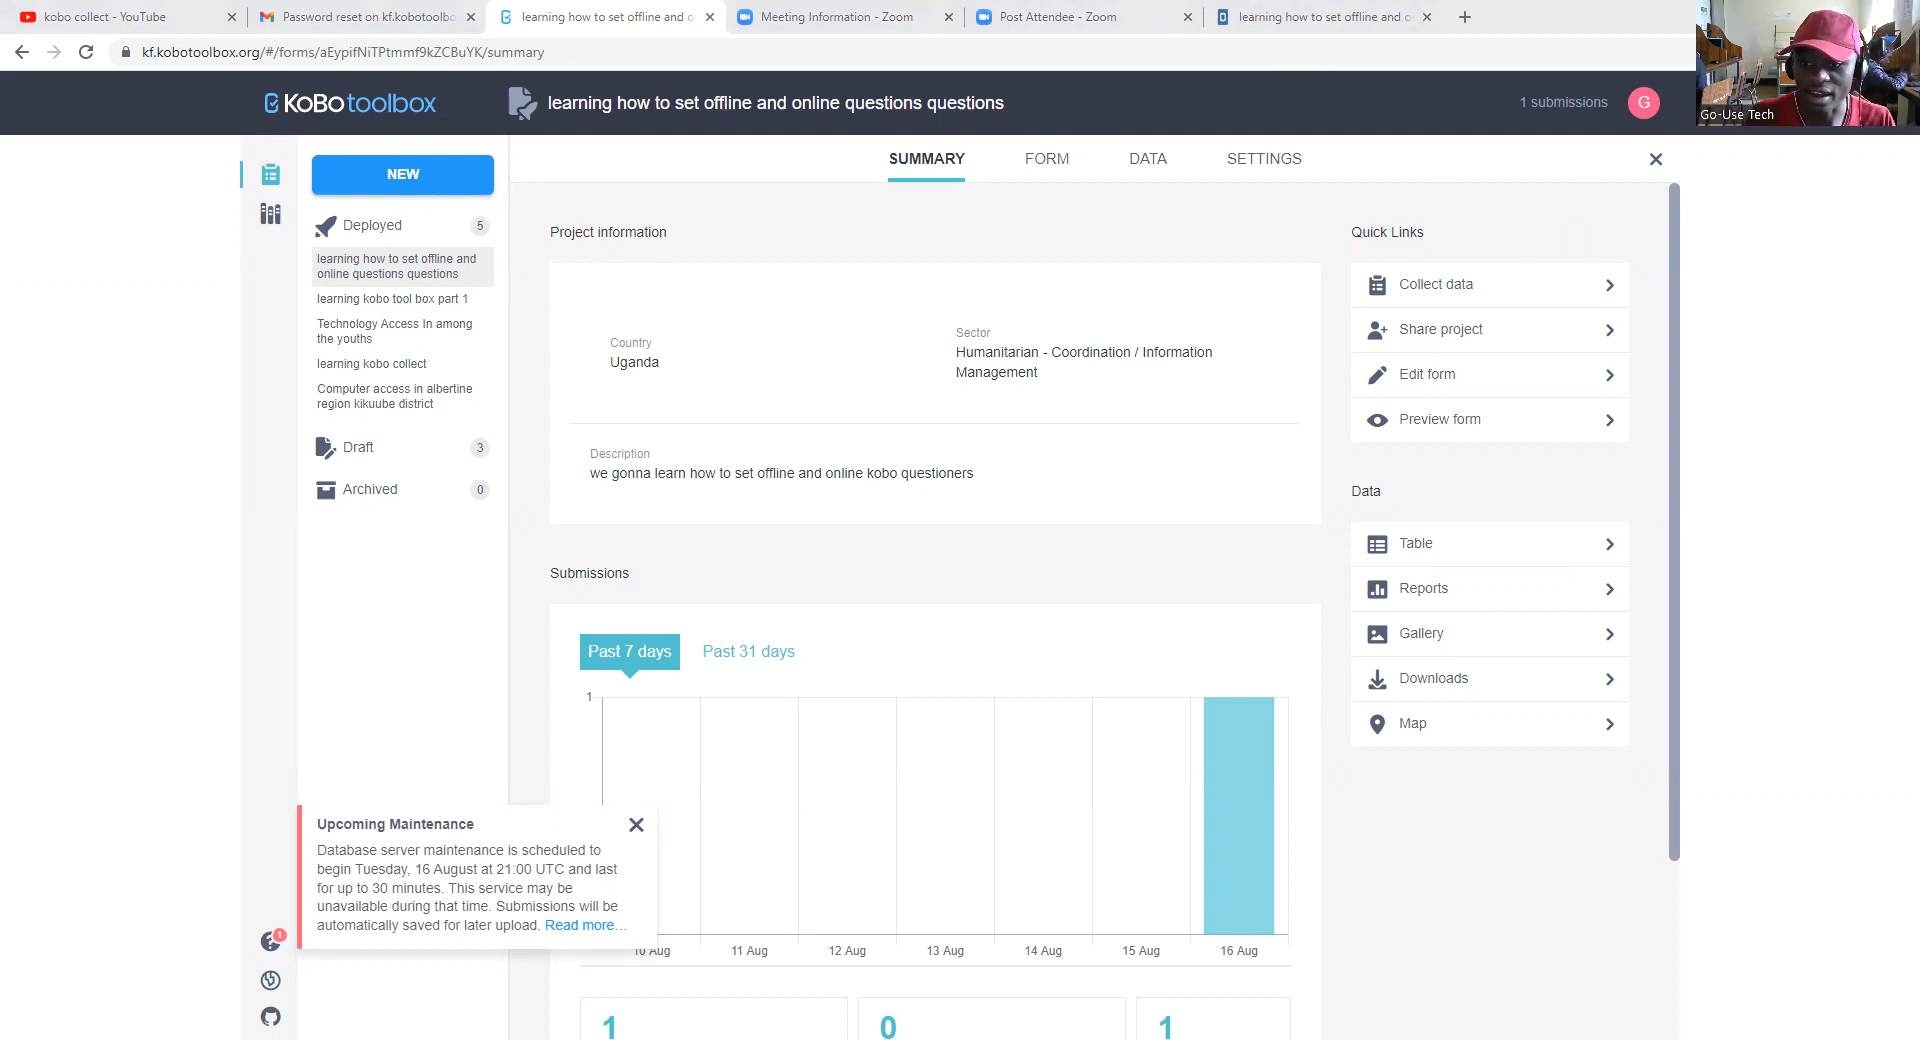 kobo collect - YouTube
Password reset on kf.kobotoolbo
learning how to set offline and o
Meeting Information - Zoom
Post Attendee - Zoom
learning how to set offline and o
kf.kobotoolbox.org/#/forms/aEypifNiTPtmmf9kZCBuYK/summary
KoBotoolbox
learning how to set offline and online questions questions
1 submissions
G
Go-Use Tech
NEW
Deployed
5
learning how to set offline and
online questions questions
learning kobo tool box part 1
Technology Access In among
the youths
learning kobo collect
Computer access in albertine
region kikuube district
Draft
3
Archived
0
SUMMARY
FORM
DATA
SETTINGS
Project information
Country
Uganda
Sector
Humanitarian - Coordination / Information
Management
Description
we gonna learn how to set offline and online kobo questioners
Submissions
Past 7 days
Past 31 days
1
10 Aug
11 Aug
12 Aug
13 Aug
14 Aug
15 Aug
16 Aug
1
0
1
Quick Links
Collect data
Share project
Edit form
Preview form
Data
Table
Reports
Gallery
Downloads
Map
Upcoming Maintenance
Database server maintenance is scheduled to
begin Tuesday, 16 August at 21:00 UTC and last
for up to 30 minutes. This service may be
unavailable during that time. Submissions will be
automatically saved for later upload. Read more…
1